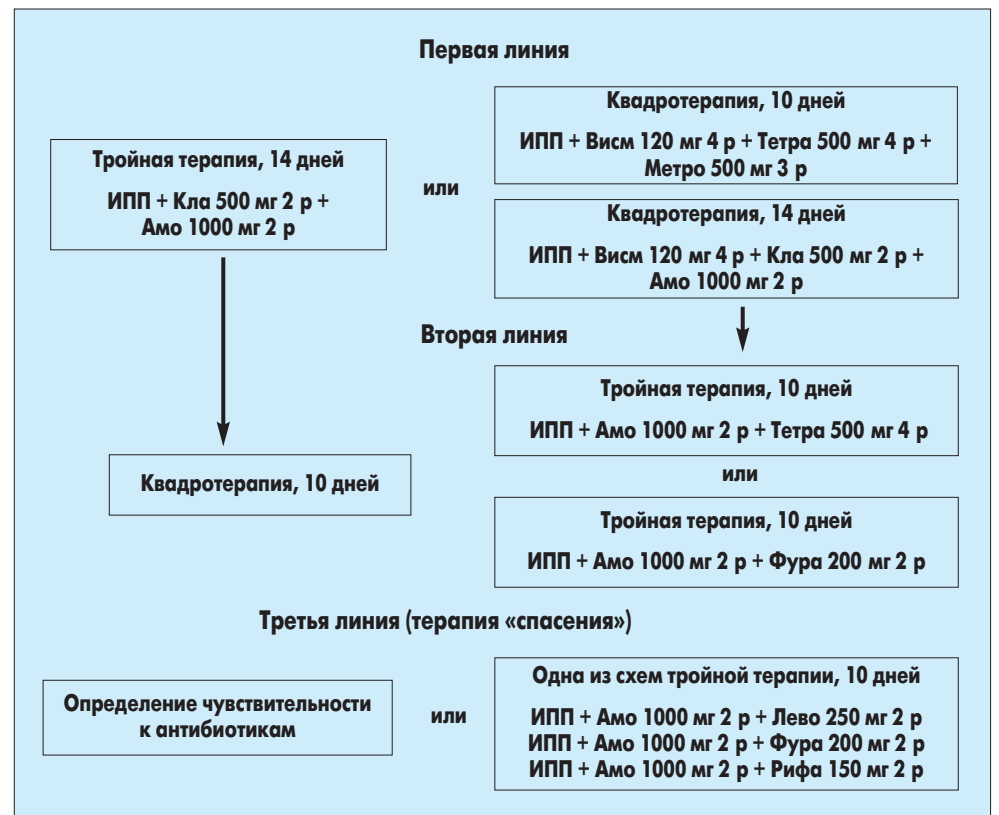 Первая линия
Тройная терапия, 14 дней
ИПП + Кла 500 мг 2 р +
Амо 1000 мг 2 р
или
Квадротерапия, 10 дней
ИПП + Висм 120 мг 4 р + Тетра 500 мг 4 р +
Метро 500 мг 3 р
Квадротерапия, 14 дней
ИПП + Висм 120 мг 4 р + Кла 500 мг 2 р +
Амо 1000 мг 2 р
Вторая линия
Квадротерапия, 10 дней
Тройная терапия, 10 дней
ИПП + Амо 1000 мг 2 р + Тетра 500 мг 4 р
или
Тройная терапия, 10 дней
ИПП + Амо 1000 мг 2 р + Фура 200 мг 2 р
Третья линия (терапия «спасения»)
Определение чувствительности
к антибиотикам
или
Одна из схем тройной терапии, 10 дней
ИПП + Амо 1000 мг 2 р + Лево 250 мг 2 р
ИПП + Амо 1000 мг 2 р + Фура 200 мг 2 р
ИПП + Амо 1000 мг 2 р + Рифа 150 мг 2 р